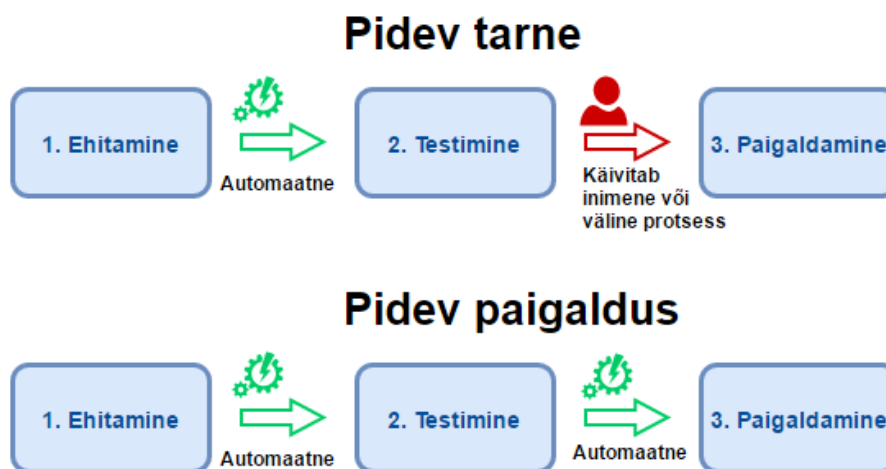 Pidev tarne
1. Ehitamine
Automaatne
2. Testimine
Käivitab
inimene või
väline protsess
3. Paigaldamine
Pidev paigaldus
1. Ehitamine
Automaatne
2. Testimine
Automaatne
3. Paigaldamine